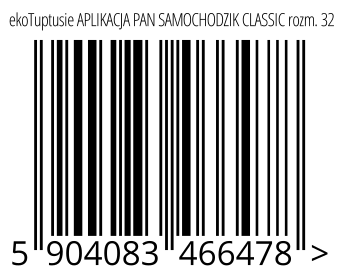 ekoTuptusie APLIKACJA PAN SAMOCHODZIK CLASSIC rozm. 32
5 904083 466478 >